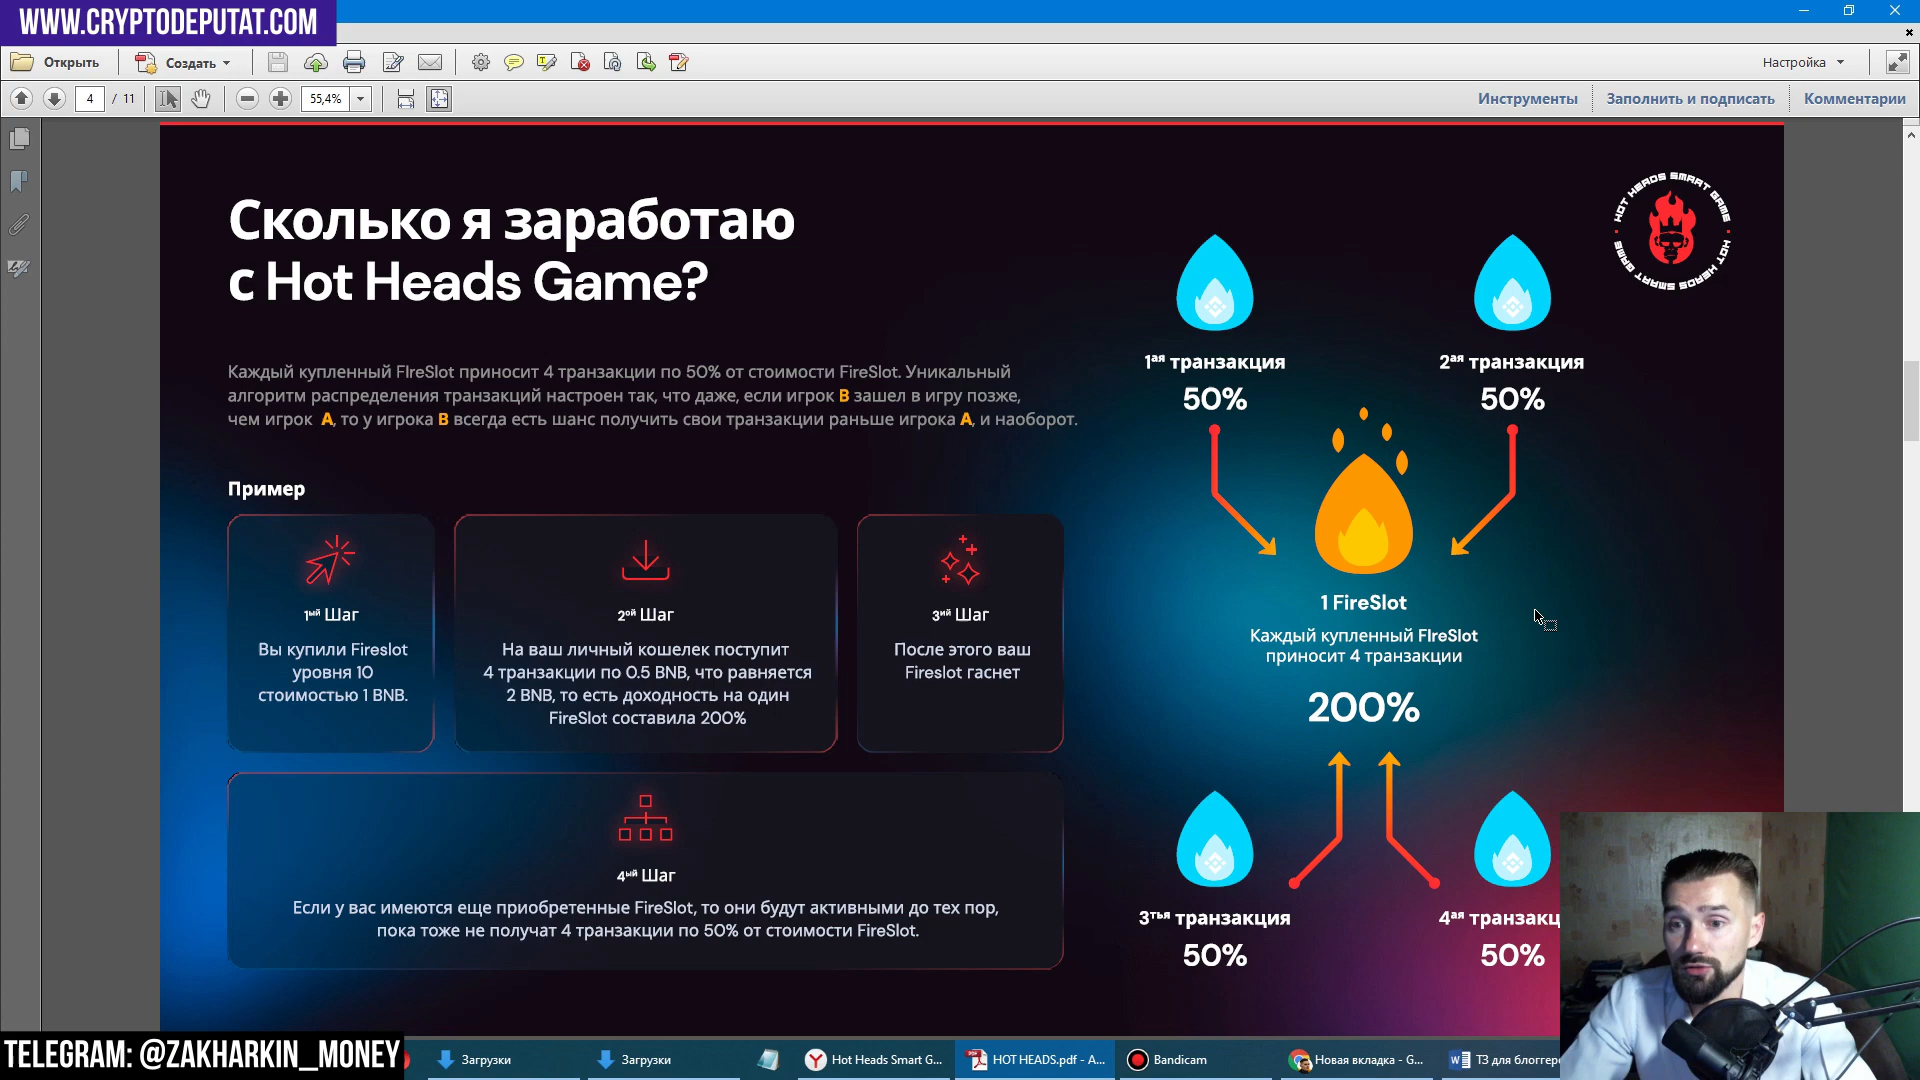 WWW.CRYPTODEPUTAT.COM
Открыть
Создать
Настройка
4 / 11
55,4%
Инструменты
Заполнить и подписать
Комментарии
HOT HEADS SMART GAME
HOT HEADS SMART GAME
Сколько я заработаю
с Hot Heads Game?
Каждый купленный FIreSlot приносит 4 транзакции по 50% от стоимости FireSlot. Уникальный
алгоритм распределения транзакций настроен так, что даже, если игрок B зашел в игру позже,
чем игрок A, то у игрока B всегда есть шанс получить свои транзакции раньше игрока A, и наоборот.
Пример
1ый Шаг
Вы купили Fireslot
уровня 10
стоимостью 1 BNB.
2ой Шаг
На ваш личный кошелек поступит
4 транзакции по 0.5 BNB, что равняется
2 BNB, то есть доходность на один
FireSlot составила 200%
3ий Шаг
После этого ваш
Fireslot гаснет
4ый Шаг
Если у вас имеются еще приобретенные FireSlot, то они будут активными до тех пор,
пока тоже не получат 4 транзакции по 50% от стоимости FireSlot.
1ая транзакция
50%
2ая транзакция
50%
1 FireSlot
Каждый купленный FIreSlot
приносит 4 транзакции
200%
3тья транзакция
50%
4ая транзакц
50%
TELEGRAM: @ZAKHARKIN_MONEY
Загрузки
Загрузки
Hot Heads Smart G...
HOT HEADS.pdf - A...
Bandicam
Новая вкладка - G...
ТЗ для блоггер